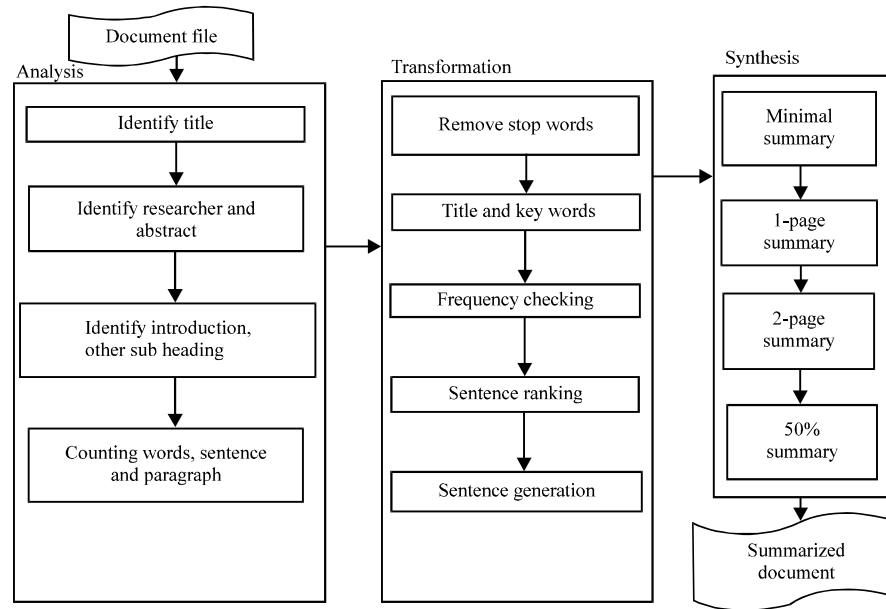 Document file
Analysis
Identify title
Identify researcher and
abstract
Identify introduction,
other sub heading
Counting words, sentence
and paragraph
Transformation
Remove stop words
Title and key words
Frequency checking
Sentence ranking
Sentence generation
Synthesis
Minimal
summary
1-page
summary
2-page
summary
50%
summary
Summarized
document